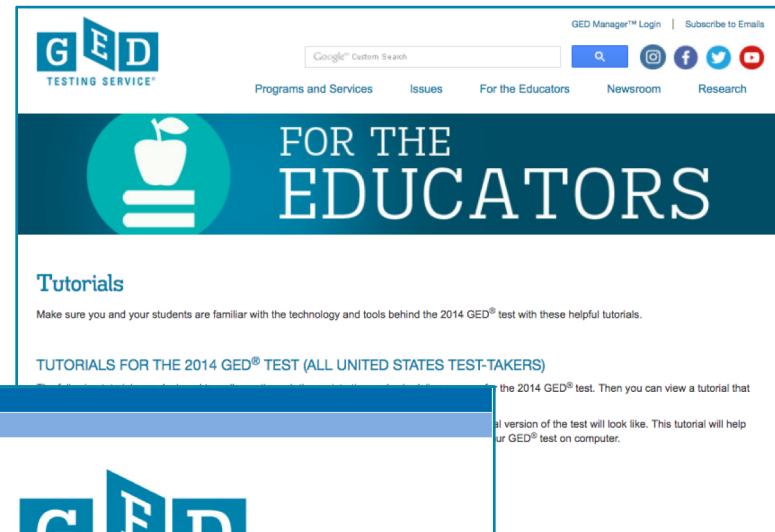 GED Manager™ Login | Subscribe to Emails
GED
TESTING SERVICE®
Google™ Custom Search
Programs and Services Issues For the Educators Newsroom Research
FOR THE
EDUCATORS
Tutorials
Make sure you and your students are familiar with the technology and tools behind the 2014 GED® test with these helpful tutorials.
TUTORIALS FOR THE 2014 GED® TEST (ALL UNITED STATES TEST-TAKERS)
the 2014 GED® test. Then you can view a tutorial that
version of the test will look like. This tutorial will help
GED® test on computer.
GED